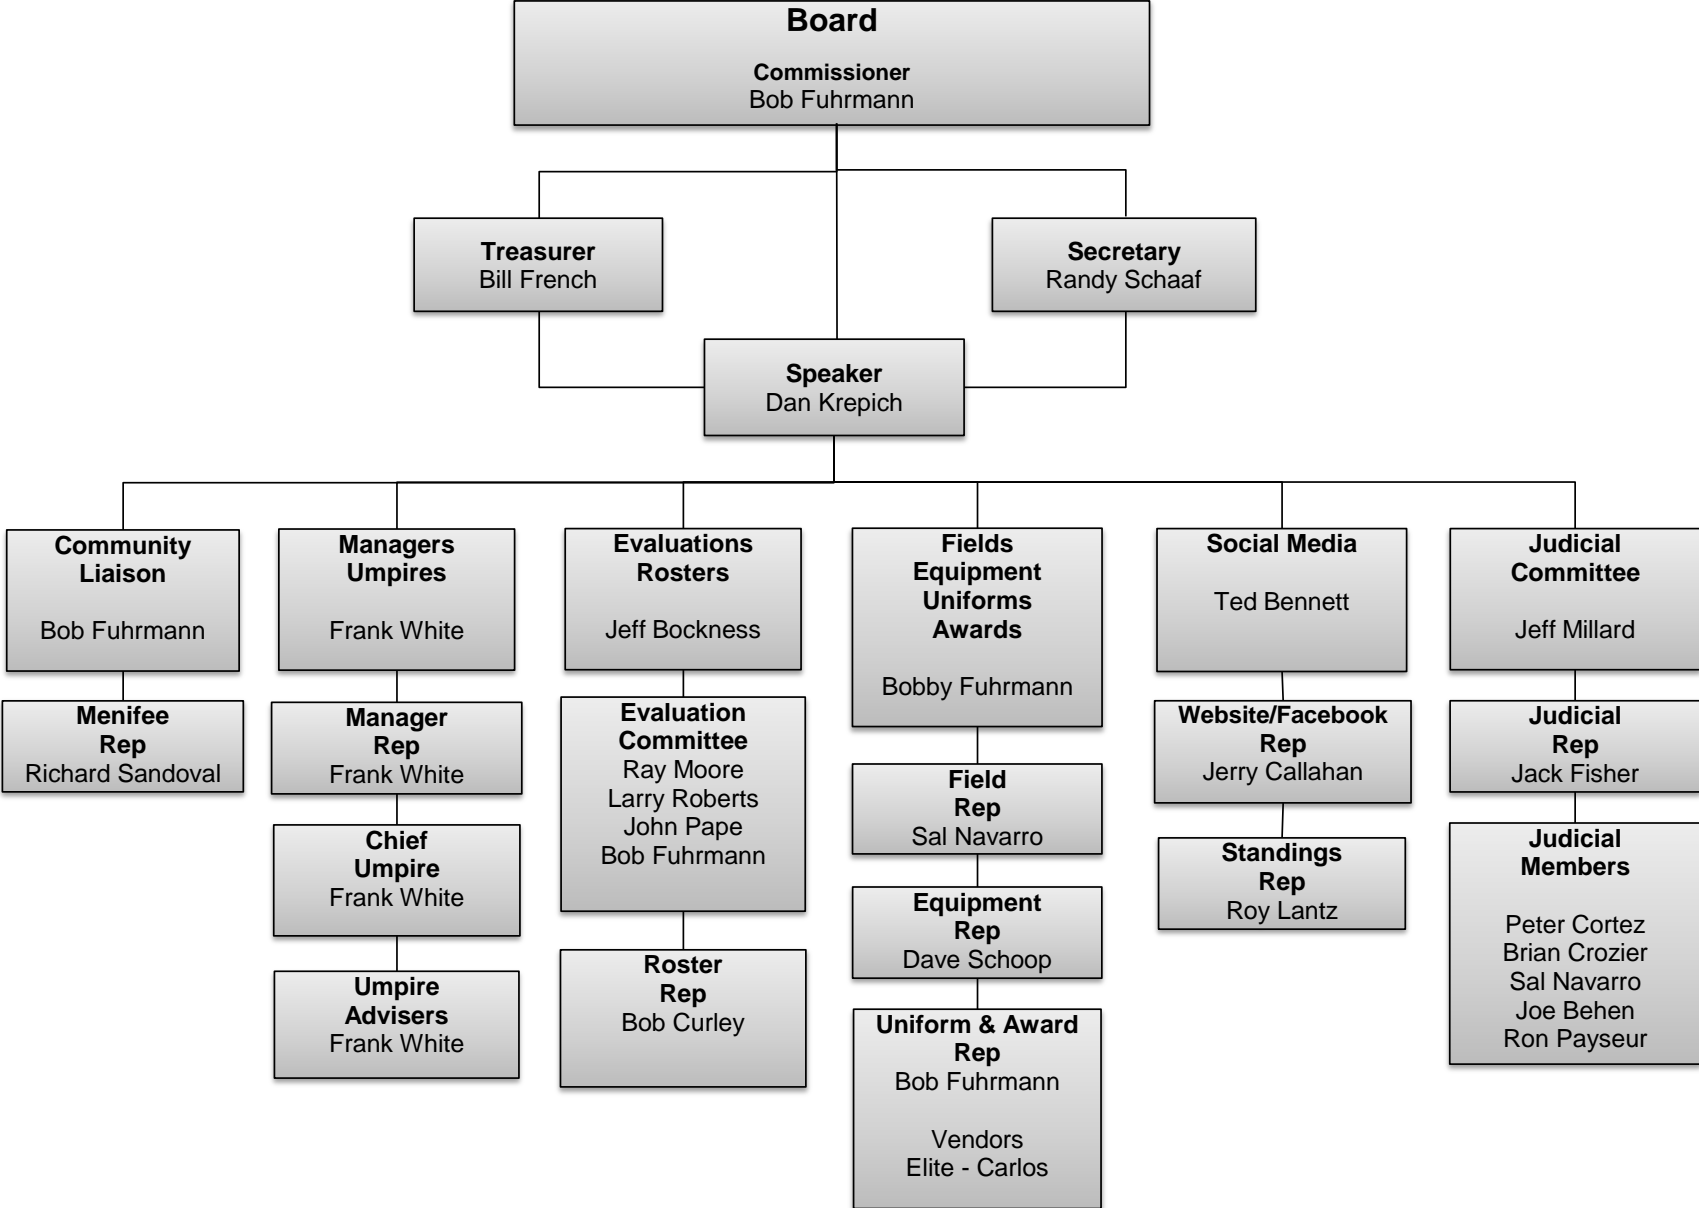 Board
Commissioner
Bob Fuhrmann
Treasurer
Bill French
Secretary
Randy Schaaf
Speaker
Dan Krepich
Community
Liaison
Bob Fuhrmann
Menifee
Rep
Richard Sandoval
Managers
Umpires
Frank White
Manager
Rep
Frank White
Chief
Umpire
Frank White
Umpire
Advisers
Frank White
Evaluations
Rosters
Jeff Bockness
Evaluation
Committee
Ray Moore
Larry Roberts
John Pape
Bob Fuhrmann
Roster
Rep
Bob Curley
Fields
Equipment
Uniforms
Awards
Bobby Fuhrmann
Field
Rep
Sal Navarro
Equipment
Rep
Dave Schoop
Uniform & Award
Rep
Bob Fuhrmann
Vendors
Elite - Carlos
Social Media
Ted Bennett
Website/Facebook
Rep
Jerry Callahan
Standings
Rep
Roy Lantz
Judicial
Committee
Jeff Millard
Judicial
Rep
Jack Fisher
Judicial
Members
Peter Cortez
Brian Crozier
Sal Navarro
Joe Behen
Ron Payseur